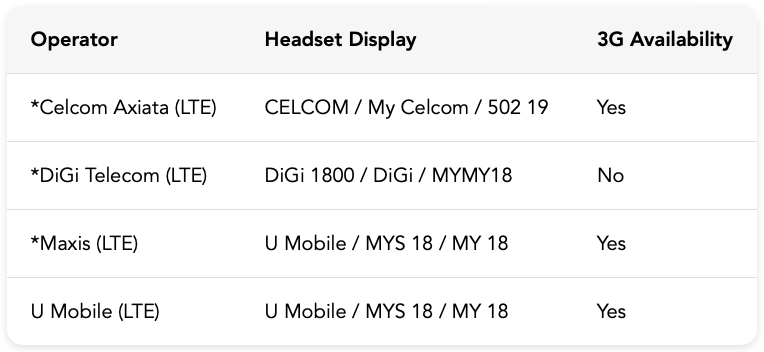 Operator Headset Display 3G Availability
*Celcom Axiata (LTE) CELCOM / My Celcom / 502 19 Yes
*DiGi Telecom (LTE) DiGi 1800 / DiGi / MYMY18 No
*Maxis (LTE) U Mobile / MYS 18 / MY 18 Yes
U Mobile (LTE) U Mobile / MYS 18 / MY 18 Yes